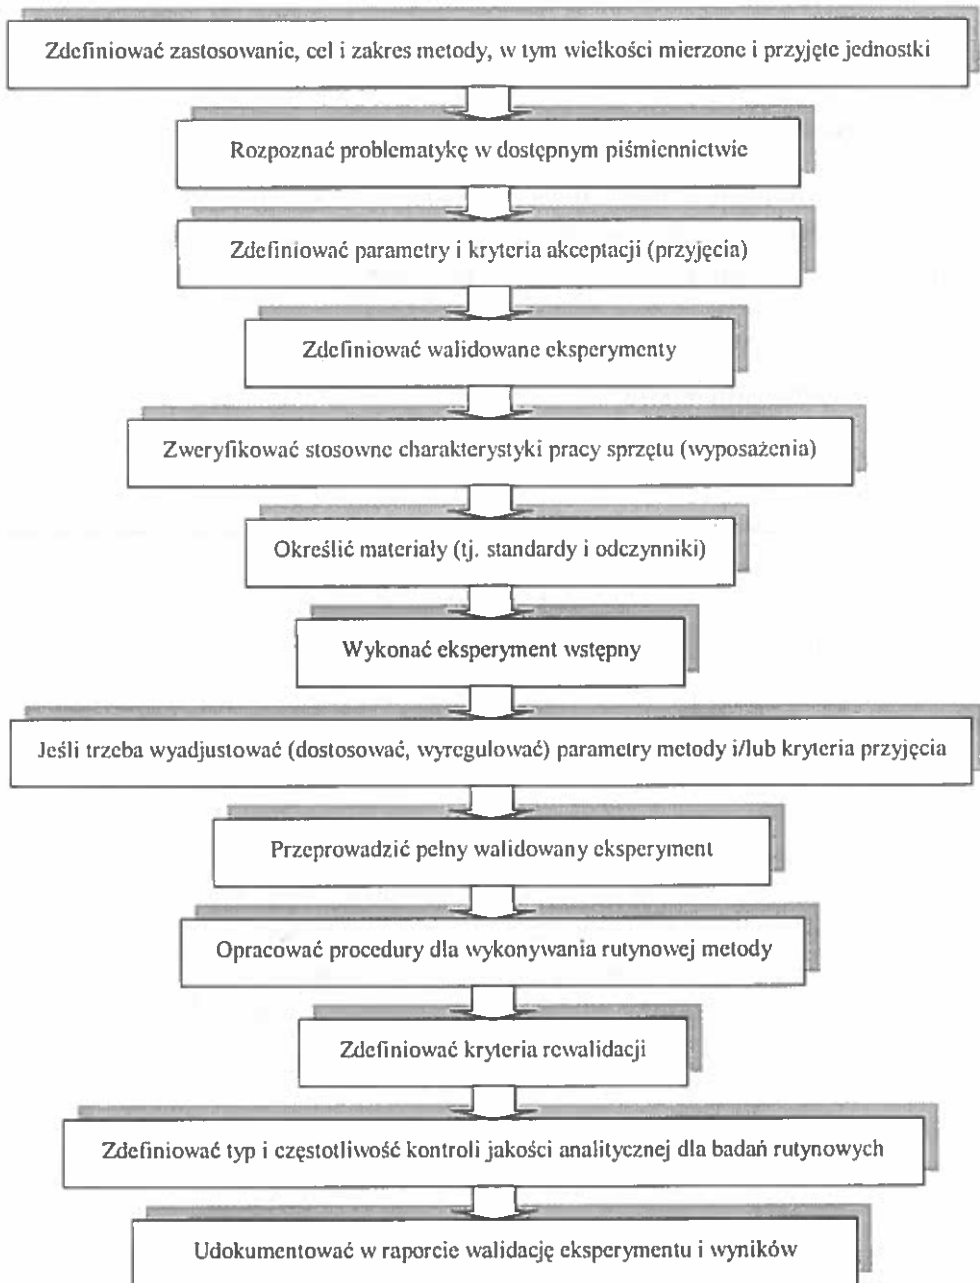 Zdefiniować zastosowanie, cel i zakres metody, w tym wielkości mierzone i przyjęte jednostki
Rozpoznać problematykę w dostępnym piśmiennictwie
Zdefiniować parametry i kryteria akceptacji (przyjęcia)
Zdefiniować walidowane eksperymenty
Zweryfikować stosowne charakterystyki pracy sprzętu (wyposażenia)
Określić materiały (tj. standardy i odczynniki)
Wykonać eksperyment wstępny
Jeśli trzeba wyadjustować (dostosować, wyregulować) parametry metody i/lub kryteria przyjęcia
Przeprowadzić pełny walidowany eksperyment
Opracować procedury dla wykonywania rutynowej metody
Zdefiniować kryteria rewalidacji
Zdefiniować typ i częstotliwość kontroli jakości analitycznej dla badań rutynowych
Udokumentować w raporcie walidację eksperymentu i wyników